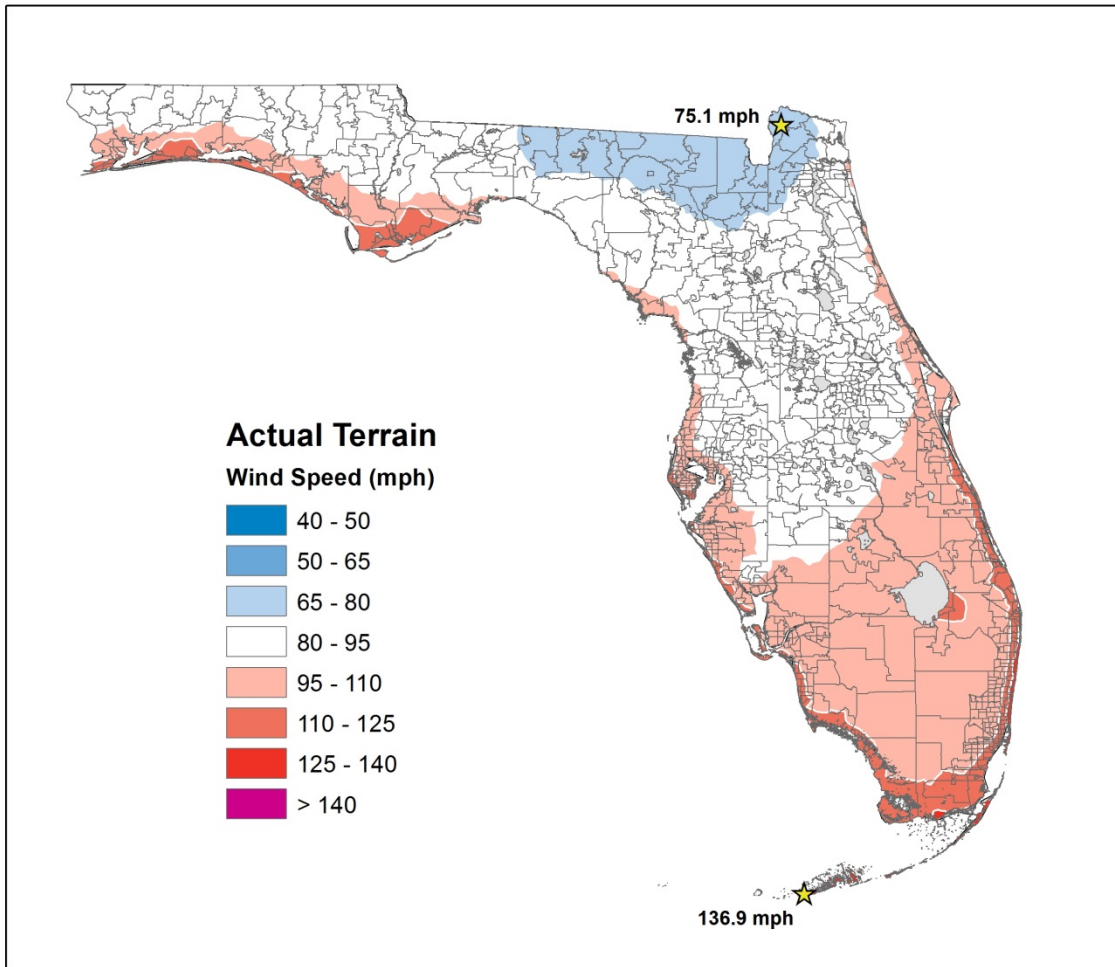 75.1 mph
Actual Terrain
Wind Speed (mph)
40 - 50
50 - 65
65 - 80
80 - 95
95 - 110
110 - 125
125 - 140
> 140
136.9 mph